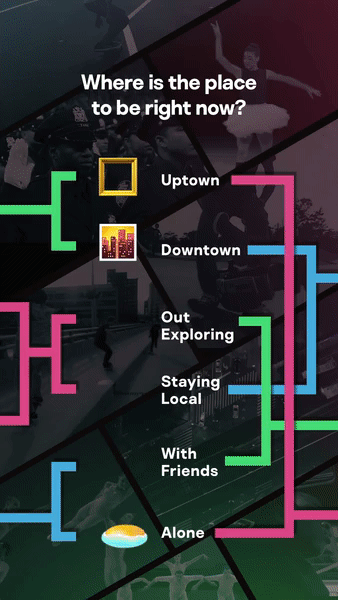 Where is the place
to be right now?
Uptown
Downtown
Out
Exploring
Staying
Local
With
Friends
Alone